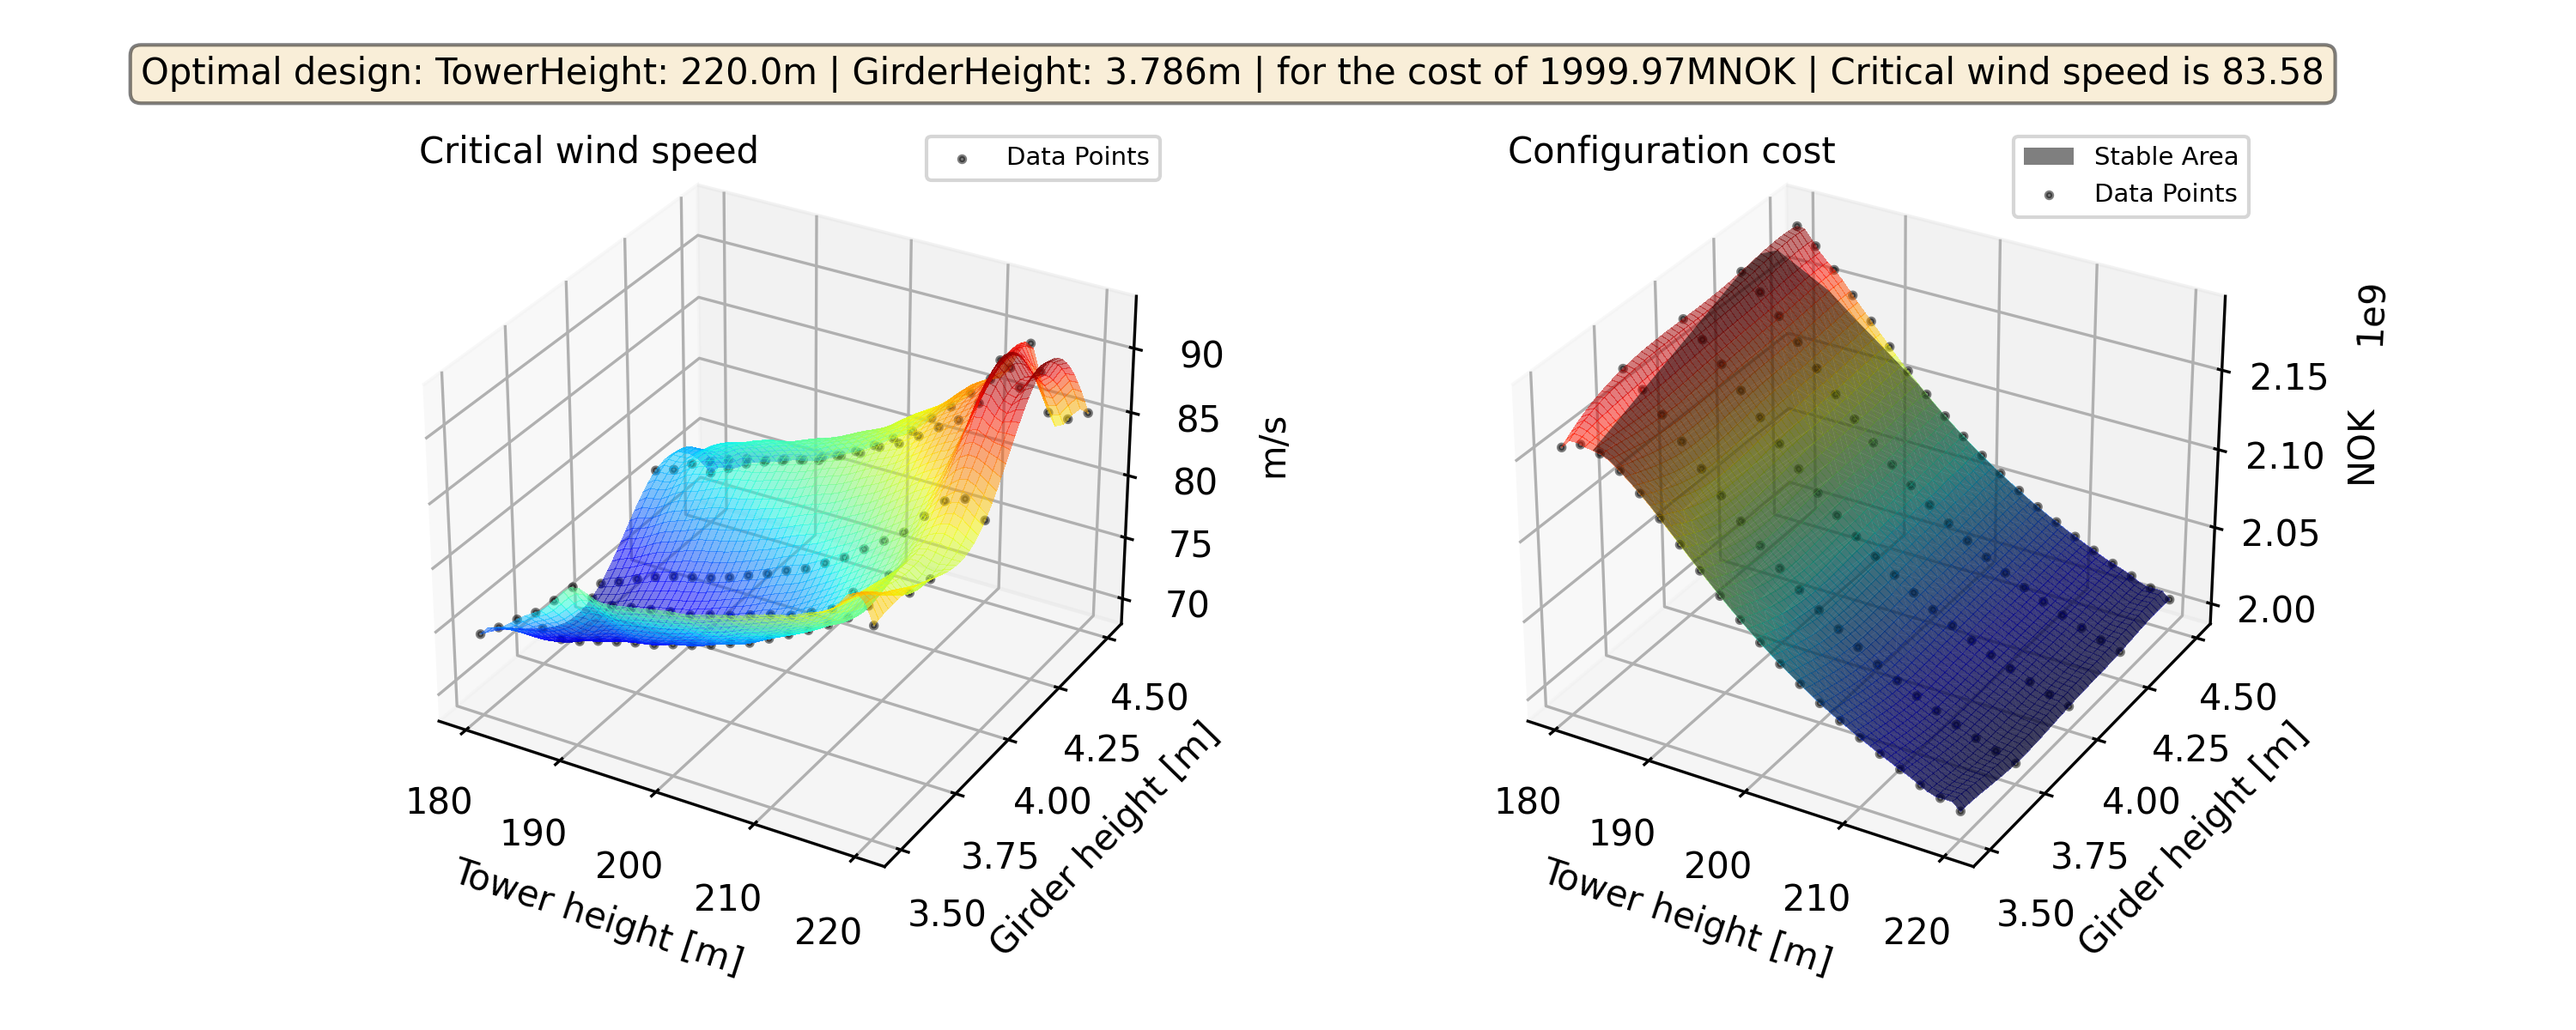 Optimal design: TowerHeight: 220.0m | GirderHeight: 3.786m | for the cost of 1999.97MNOK | Critical wind speed is 83.58
Critical wind speed
Data Points
90
85
80
75
70
m/s
4.50
4.25
4.00
3.75
3.50
Girder height [m]
180
190
200
210
220
Tower height [m]
Configuration cost
Stable Area
Data Points
1e9
2.15
2.10
2.05
2.00
NOK
4.50
4.25
4.00
3.75
3.50
Girder height [m]
180
190
200
210
220
Tower height [m]